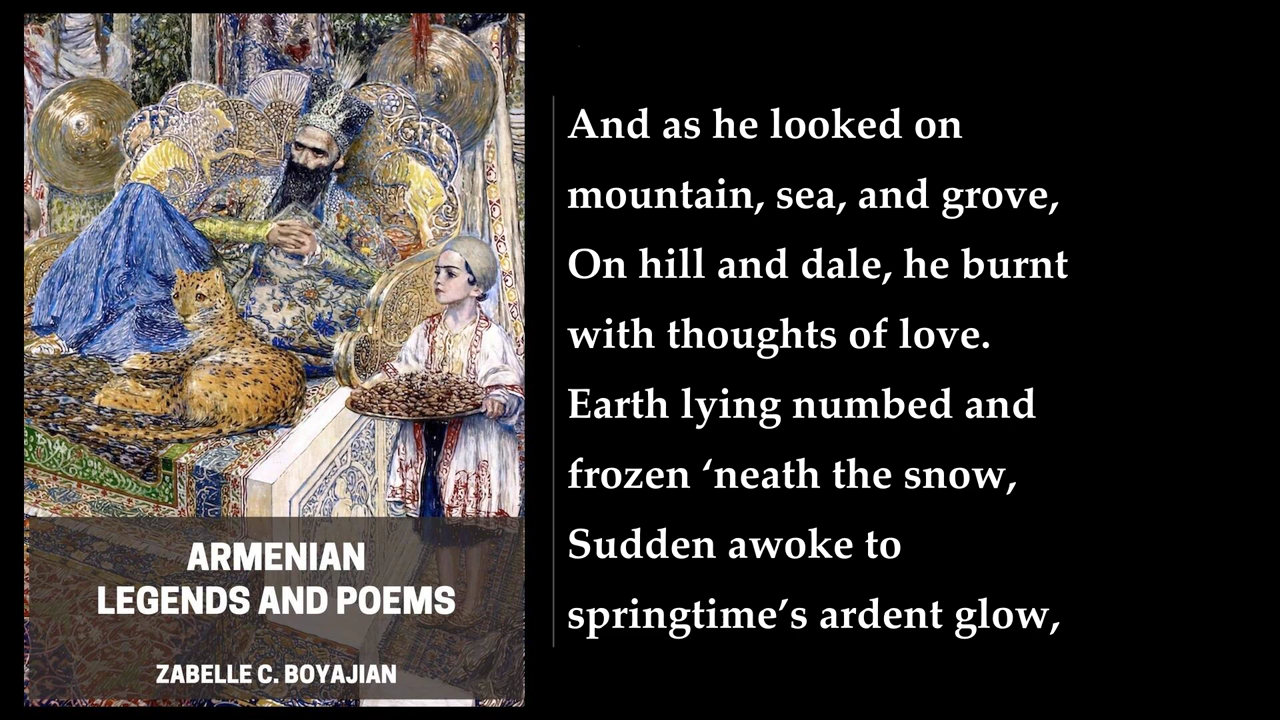 ARMENIAN
LEGENDS AND POEMS
ZABELLE C. BOYAJIAN
And as he looked on
mountain, sea, and grove,
On hill and dale, he burnt
with thoughts of love.
Earth lying numbed and
frozen ‘neath the snow,
Sudden awoke to
springtime’s ardent glow,